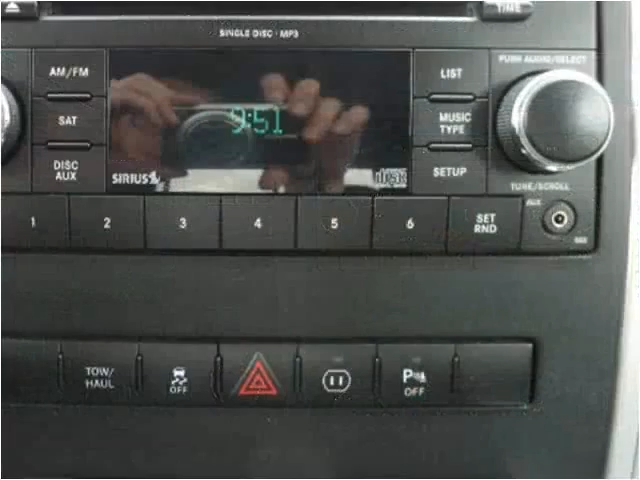 TIME
SINGLE DISC · MP3
PUSH AUDIO/SELECT
AM/FM
LIST
9:51
SAT
MUSIC
TYPE
DISC
AUX
SIRIUS
SETUP
TUNE/SCROLL
AUX
1 2 3 4 5 6
SET
RND
TOW/
HAUL
OFF
P
OFF